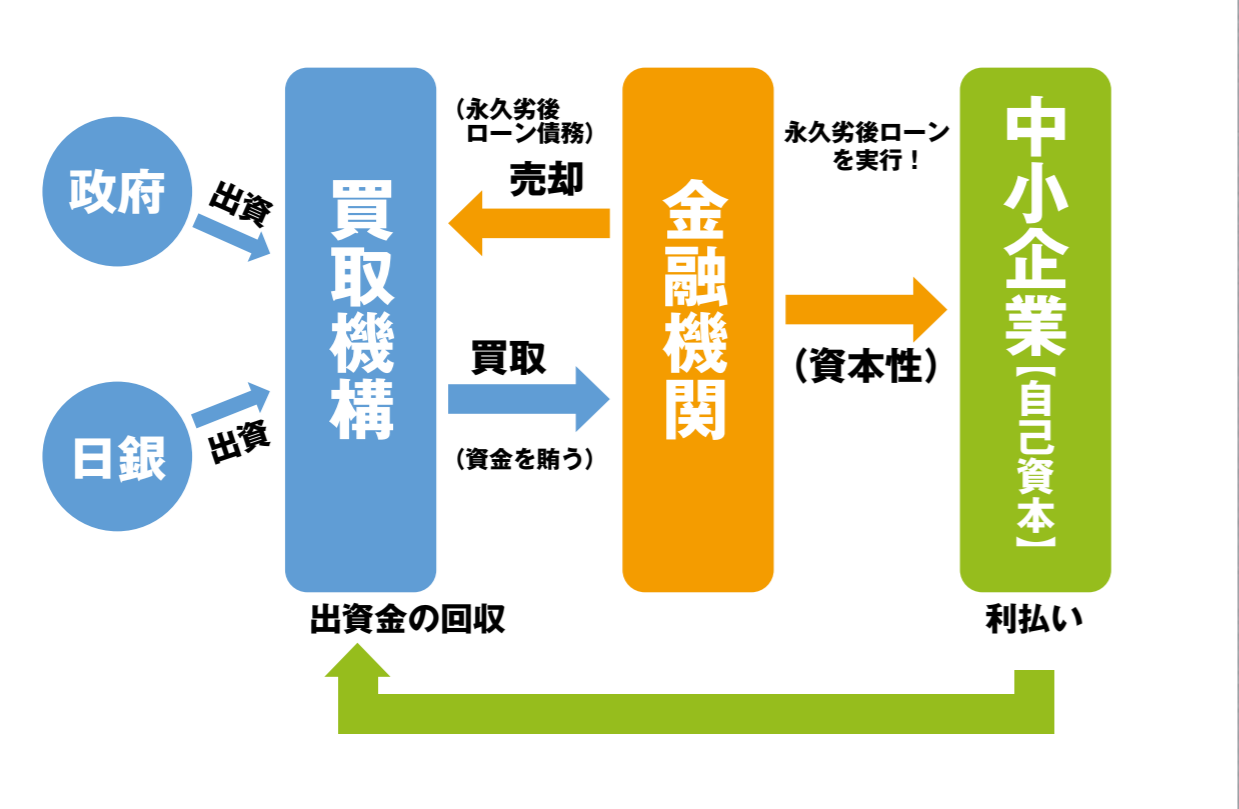 政府
出資
日銀
出資
買取機構
（永久劣後
ローン債務）
売却
買取
（資金を賄う）
金融機関
永久劣後ローン
を実行！
（資本性）
中小企業【自己資本】
出資金の回収
利払い